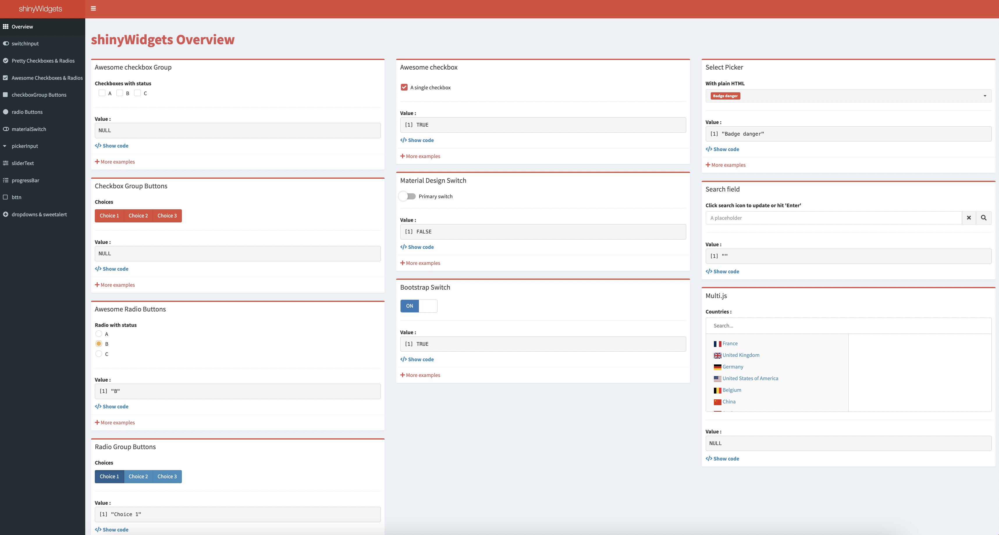 shinyWidgets
Overview
switchInput
Pretty Checkboxes & Radios
Awesome Checkboxes & Radios
checkboxGroup Buttons
radio Buttons
materialSwitch
pickerInput
sliderText
progressBar
bttn
dropdowns & sweetalert
shinyWidgets Overview
Awesome checkbox Group
Checkboxes with status
A B C
Value :
NULL
</> Show code
More examples
Checkbox Group Buttons
Choices
Choice 1 Choice 2 Choice 3
Value :
NULL
</> Show code
More examples
Awesome Radio Buttons
Radio with status
A
B
C
Value :
[1] "B"
</> Show code
More examples
Radio Group Buttons
Choices
Choice 1 Choice 2 Choice 3
Value :
[1] "Choice 1"
</> Show code
Awesome checkbox
A single checkbox
Value :
[1] TRUE
</> Show code
More examples
Material Design Switch
Primary switch
Value :
[1] FALSE
</> Show code
More examples
Bootstrap Switch
ON
Value :
[1] TRUE
</> Show code
More examples
Select Picker
With plain HTML
Badge danger
Value :
[1] "Badge danger"
</> Show code
More examples
Search field
Click search icon to update or hit 'Enter'
A placeholder
Value :
[1] ""
</> Show code
Multi.js
Countries :
Search...
France
United Kingdom
Germany
United States of America
Belgium
China
Value :
NULL
</> Show code